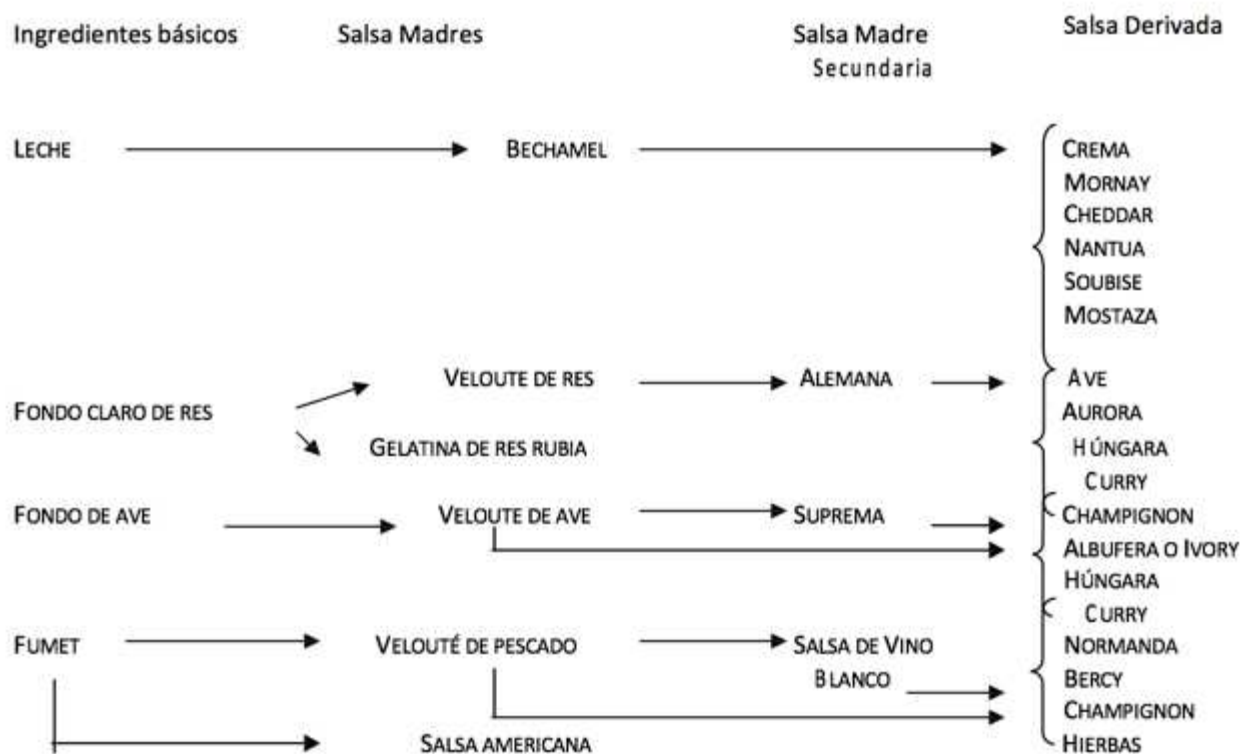 Ingredientes básicos Salsa Madres Salsa Madre Salsa Derivada
Secundaria
LECHE BECHAMEL CREMA
MORNAY
CHEDDAR
NANTUA
SOUBISE
MOSTAZA
VELOUTE DE RES ALEMANA AVE
FONDO CLARO DE RES AURORA
GELATINA DE RES RUBIA HÚNGARA
CURRY
FONDO DE AVE VELOUTE DE AVE SUPREMA CHAMPIGNON
ALBUFERA O IVORY
HÚNGARA
CURRY
FUMET VELOUTÉ DE PESCADO SALSA DE VINO NORMANDA
BLANCO BERCY
CHAMPIGNON
SALSA AMERICANA HIERBAS